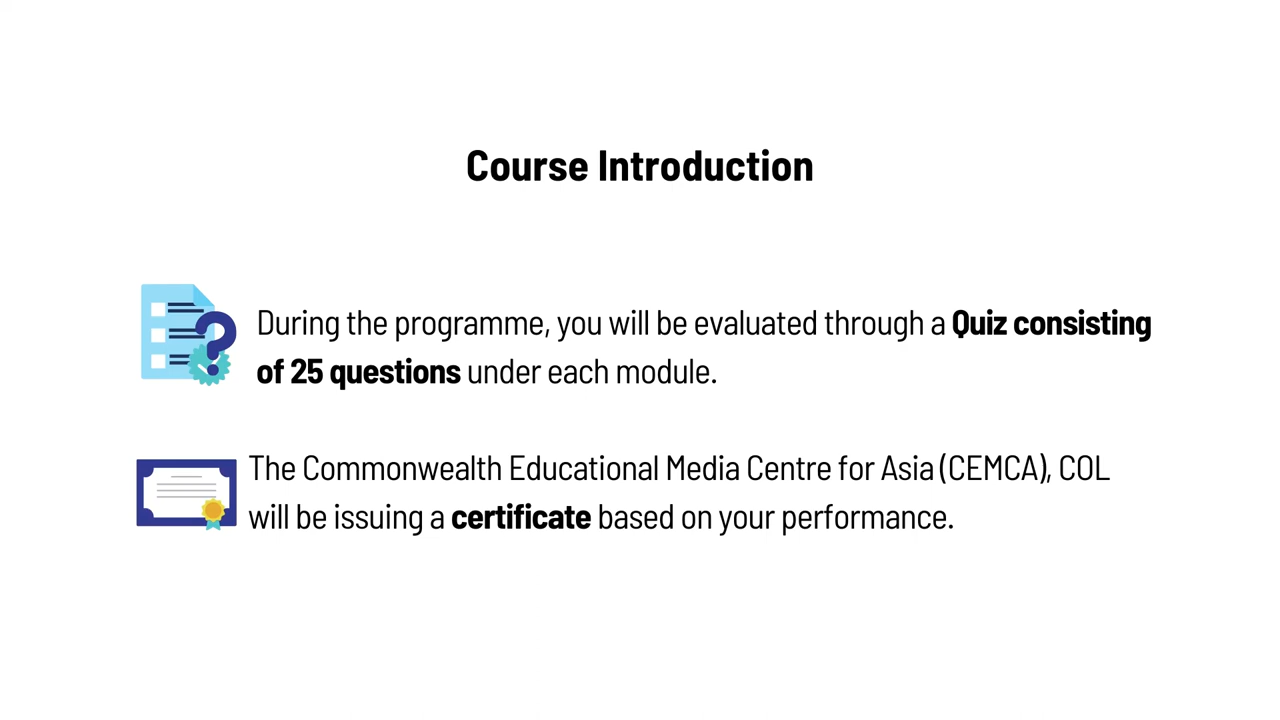 Course Introduction
During the programme, you will be evaluated through a Quiz consisting
of 25 questions under each module.
The Commonwealth Educational Media Centre for Asia (CEMCA), COL
will be issuing a certificate based on your performance.